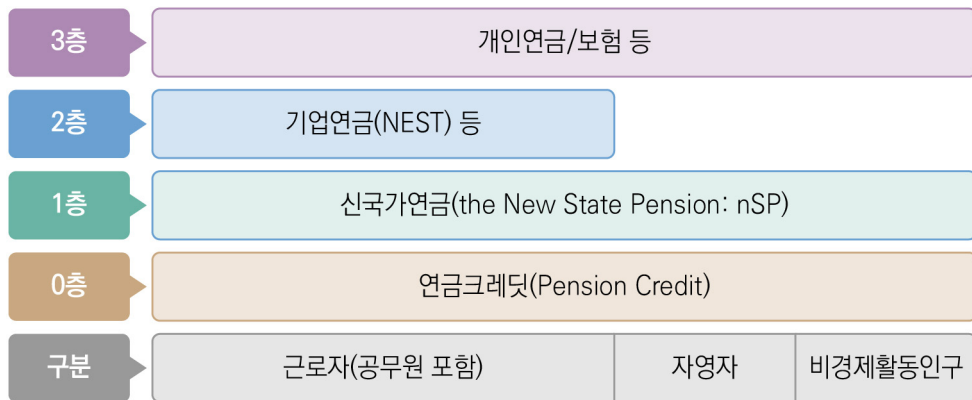 3층
개인연금/보험 등
2층
기업연금(NEST) 등
1층
신국가연금(the New State Pension: nSP)
0층
연금크레딧(Pension Credit)
구분
근로자(공무원 포함)
자영자
비경제활동인구